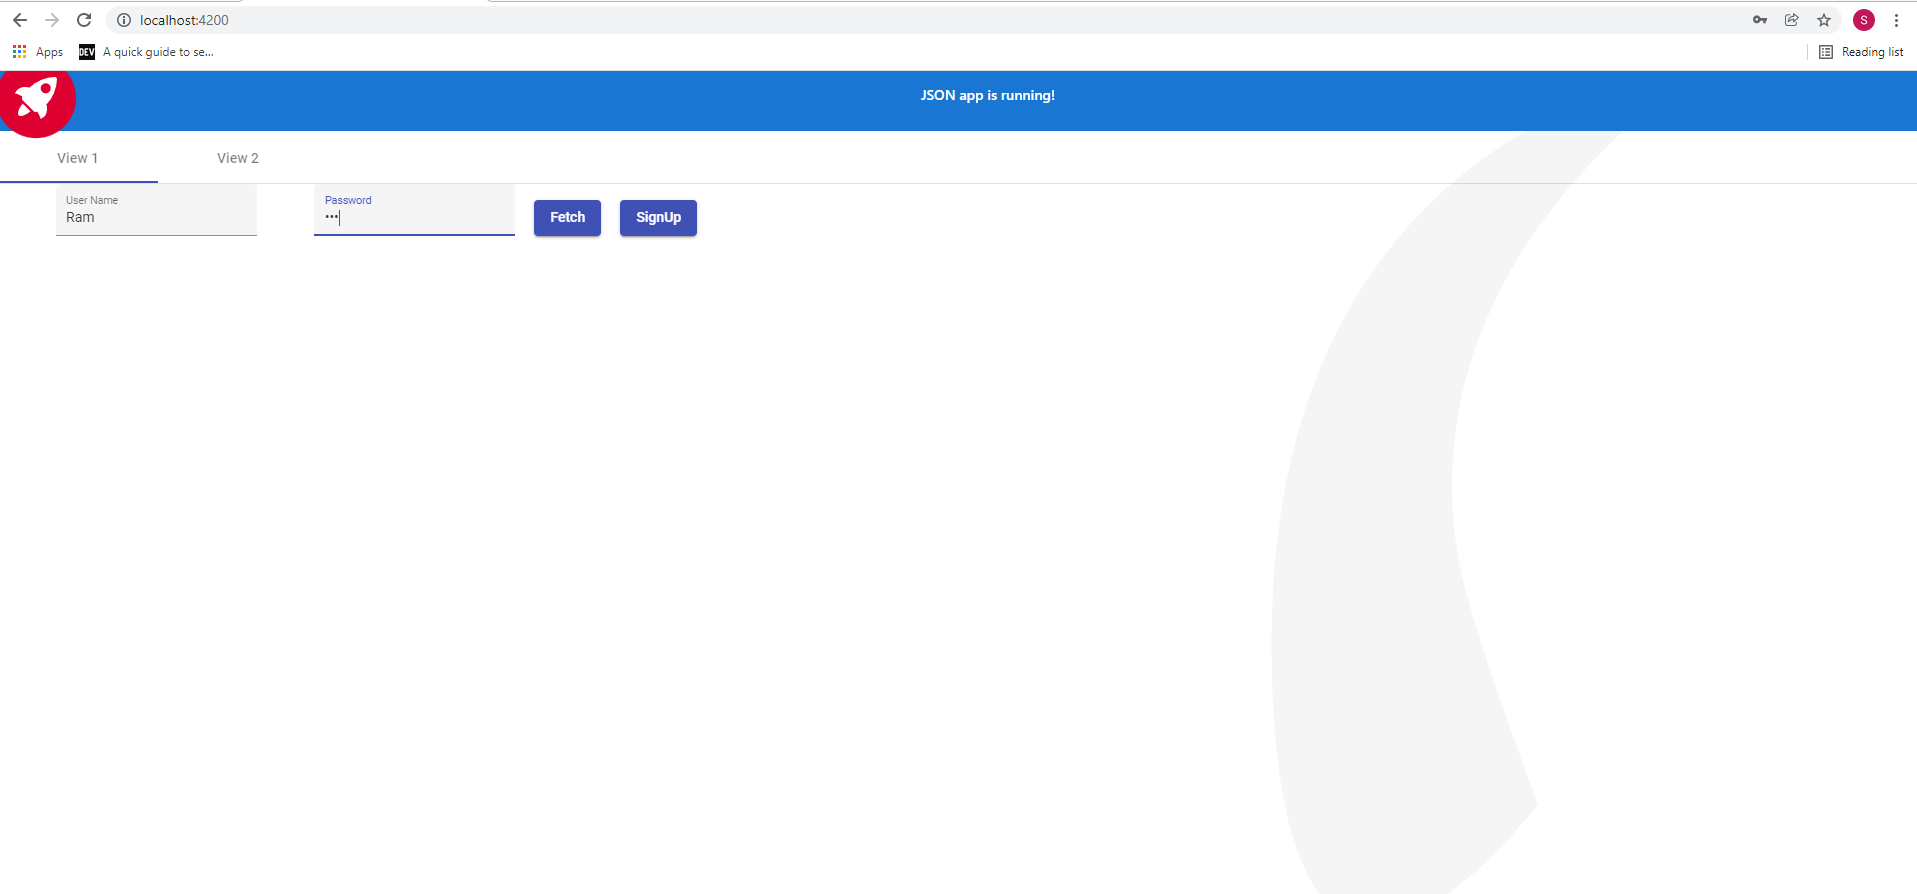 localhost:4200
S
Apps
DEV
A quick guide to se...
Reading list
JSON app is running!
View 1
View 2
User Name
Ram
Password
•••
Fetch
SignUp